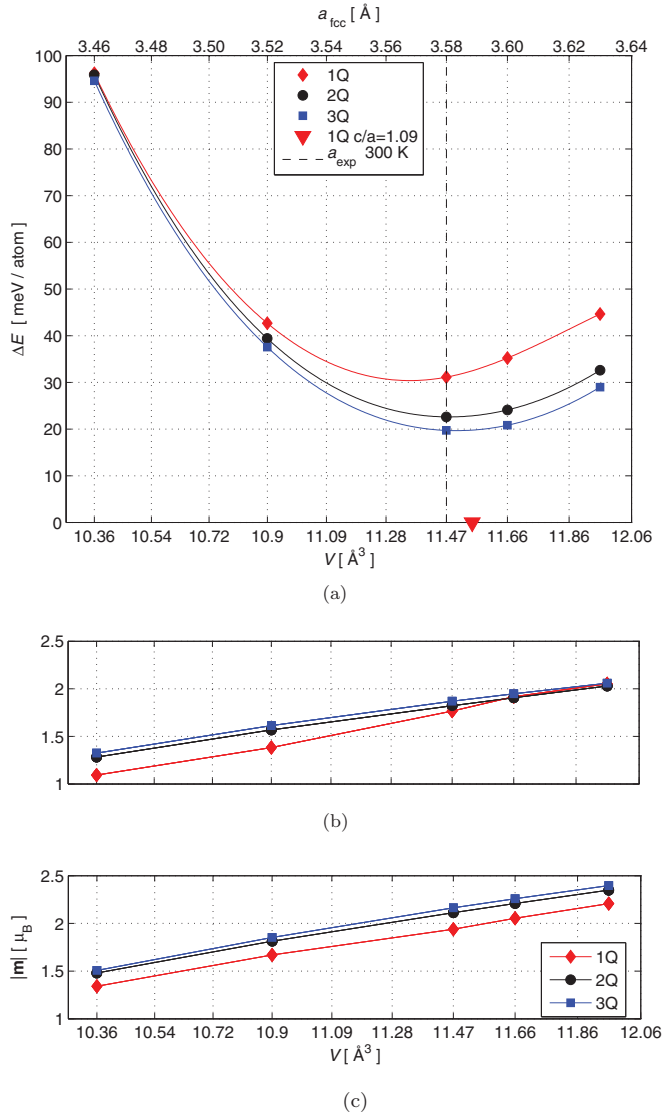 a_fcc [ Å ]
3.46 3.48 3.50 3.52 3.54 3.56 3.58 3.60 3.62 3.64
100
90
80
70
60
50
40
30
20
10
0
ΔE [ meV / atom ]
1Q
2Q
3Q
1Q c/a=1.09
a_exp 300 K
10.36 10.54 10.72 10.9 11.09 11.28 11.47 11.66 11.86 12.06
V [ Å³ ]
(a)
2.5
2
1.5
1
(b)
2.5
2
1.5
1
|m| [ μ_B ]
1Q
2Q
3Q
10.36 10.54 10.72 10.9 11.09 11.28 11.47 11.66 11.86 12.06
V [ Å³ ]
(c)